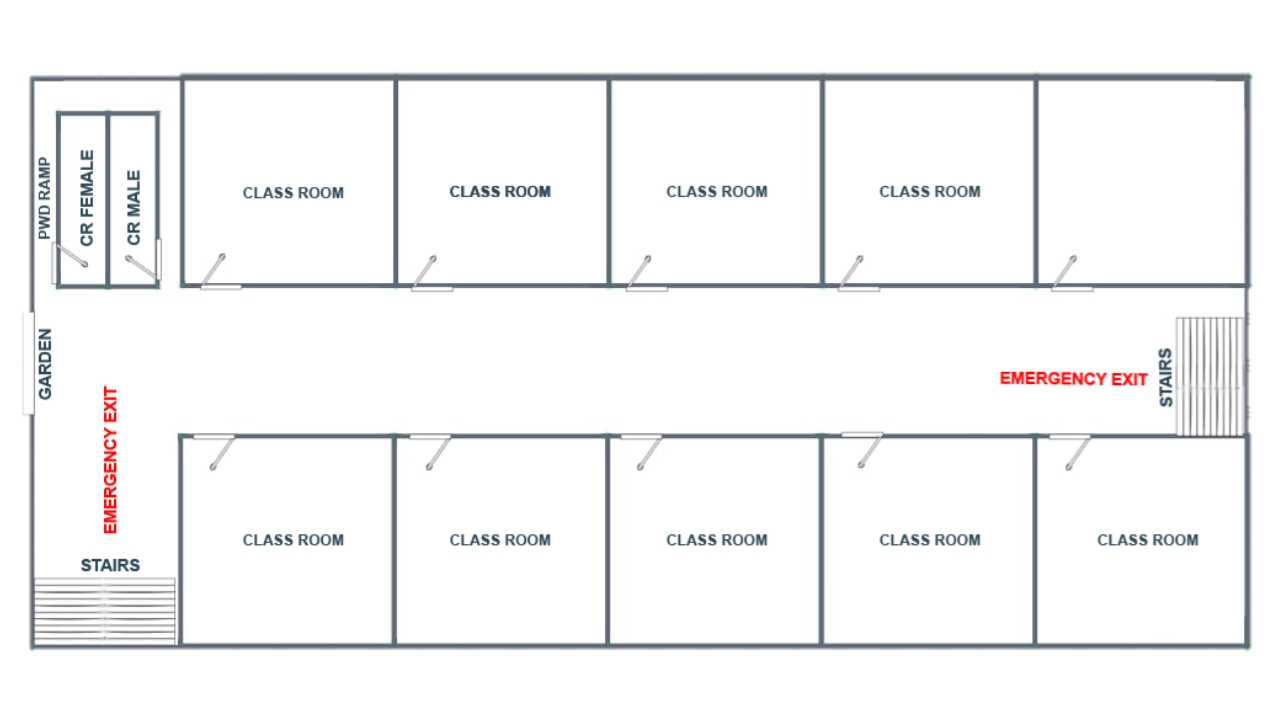 PWD RAMP
CR FEMALE
CR MALE
CLASS ROOM
CLASS ROOM
CLASS ROOM
CLASS ROOM
GARDEN
EMERGENCY EXIT
EMERGENCY EXIT
STAIRS
STAIRS
CLASS ROOM
CLASS ROOM
CLASS ROOM
CLASS ROOM
CLASS ROOM